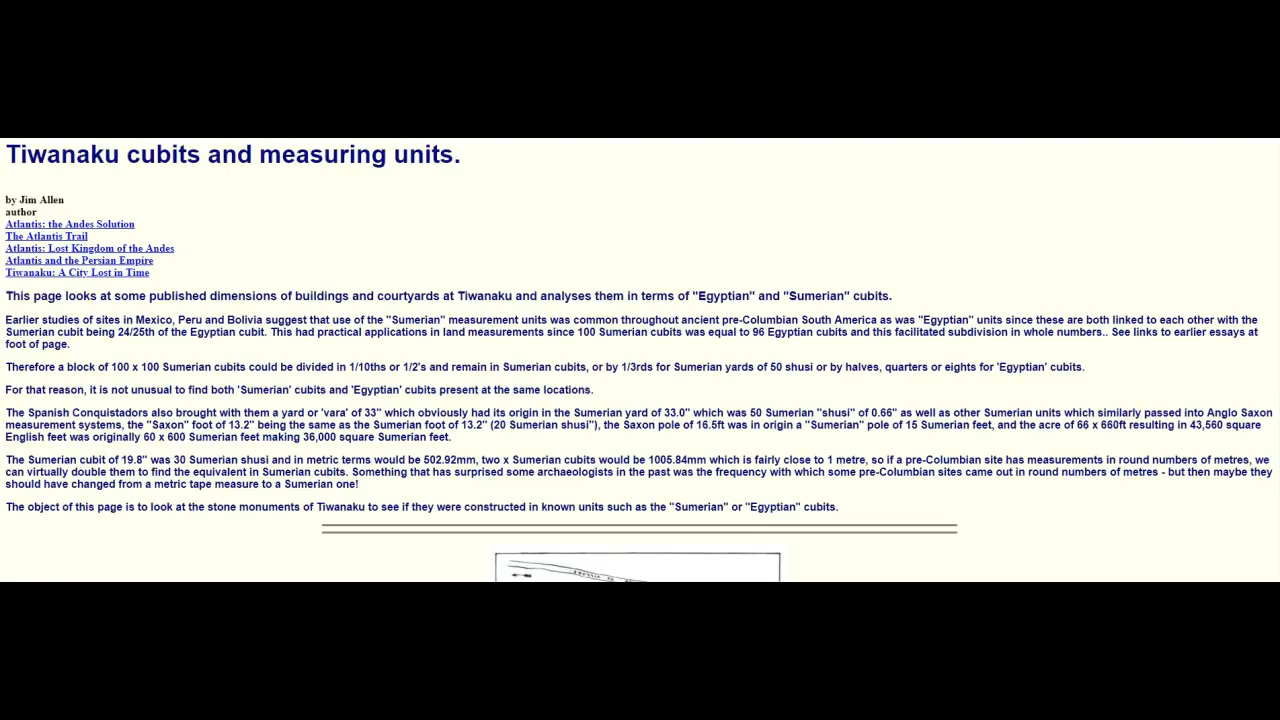 Tiwanaku cubits and measuring units.
by Jim Allen
author
Atlantis: the Andes Solution
The Atlantis Trail
Atlantis: Lost Kingdom of the Andes
Atlantis and the Persian Empire
Tiwanaku: A City Lost in Time
This page looks at some published dimensions of buildings and courtyards at Tiwanaku and analyses them in terms of "Egyptian" and "Sumerian" cubits.
Earlier studies of sites in Mexico, Peru and Bolivia suggest that use of the "Sumerian" measurement units was common throughout ancient pre-Columbian South America as was "Egyptian" units since these are both linked to each other with the
Sumerian cubit being 24/25th of the Egyptian cubit. This had practical applications in land measurements since 100 Sumerian cubits was equal to 96 Egyptian cubits and this facilitated subdivision in whole numbers.. See links to earlier essays at
foot of page.
Therefore a block of 100 x 100 Sumerian cubits could be divided in 1/10ths or 1/2's and remain in Sumerian cubits, or by 1/3rds for Sumerian yards of 50 shusi or by halves, quarters or eights for 'Egyptian' cubits.
For that reason, it is not unusual to find both 'Sumerian' cubits and 'Egyptian' cubits present at the same locations.
The Spanish Conquistadors also brought with them a yard or 'vara' of 33" which obviously had its origin in the Sumerian yard of 33.0" which was 50 Sumerian "shusi" of 0.66" as well as other Sumerian units which similarly passed into Anglo Saxon
measurement systems, the "Saxon" foot of 13.2" being the same as the Sumerian foot of 13.2" (20 Sumerian shusi"), the Saxon pole of 16.5ft was in origin a "Sumerian" pole of 15 Sumerian feet, and the acre of 66 x 660ft resulting in 43,560 square
English feet was originally 60 x 600 Sumerian feet making 36,000 square Sumerian feet.
The Sumerian cubit of 19.8" was 30 Sumerian shusi and in metric terms would be 502.92mm, two x Sumerian cubits would be 1005.84mm which is fairly close to 1 metre, so if a pre-Columbian site has measurements in round numbers of metres, we
can virtually double them to find the equivalent in Sumerian cubits. Something that has surprised some archaeologists in the past was the frequency with which some pre-Columbian sites came out in round numbers of metres - but then maybe they
should have changed from a metric tape measure to a Sumerian one!
The object of this page is to look at the stone monuments of Tiwanaku to see if they were constructed in known units such as the "Sumerian" or "Egyptian" cubits.